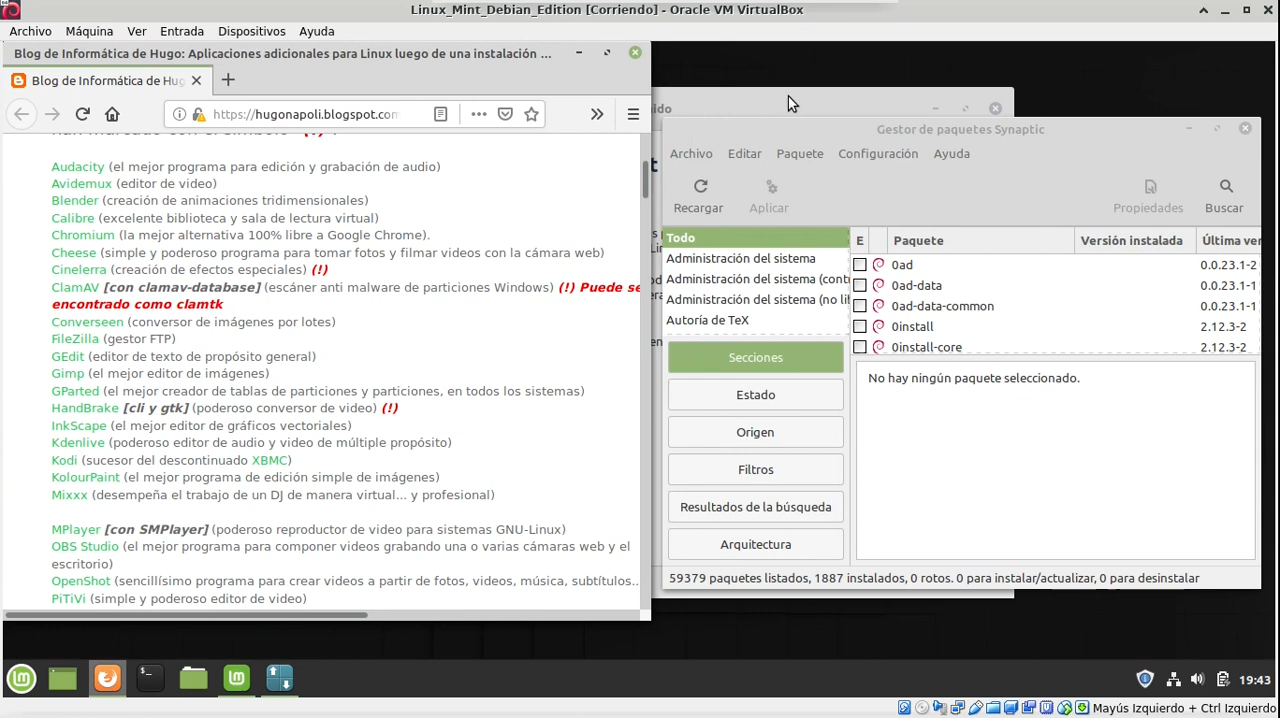 Linux_Mint_Debian_Edition [Corriendo] - Oracle VM VirtualBox
Archivo Máquina Ver Entrada Dispositivos Ayuda
Blog de Informática de Hugo: Aplicaciones adicionales para Linux luego de una instalación ...
Blog de Informática de Hug
https://hugonapoli.blogspot.com
Audacity (el mejor programa para edición y grabación de audio)
Avidemux (editor de video)
Blender (creación de animaciones tridimensionales)
Calibre (excelente biblioteca y sala de lectura virtual)
Chromium (la mejor alternativa 100% libre a Google Chrome).
Cheese (simple y poderoso programa para tomar fotos y filmar videos con la cámara web)
Cinelerra (creación de efectos especiales) (!)
ClamAV [con clamav-database] (escáner anti malware de particiones Windows) (!) Puede se
encontrado como clamtk
Converseen (conversor de imágenes por lotes)
FileZilla (gestor FTP)
GEdit (editor de texto de propósito general)
Gimp (el mejor editor de imágenes)
GParted (el mejor creador de tablas de particiones y particiones, en todos los sistemas)
HandBrake [cli y gtk] (poderoso conversor de video) (!)
InkScape (el mejor editor de gráficos vectoriales)
Kdenlive (poderoso editor de audio y video de múltiple propósito)
Kodi (sucesor del descontinuado XBMC)
KolourPaint (el mejor programa de edición simple de imágenes)
Mixxx (desempeña el trabajo de un DJ de manera virtual... y profesional)
MPlayer [con SMPlayer] (poderoso reproductor de video para sistemas GNU-Linux)
OBS Studio (el mejor programa para componer videos grabando una o varias cámaras web y el
escritorio)
OpenShot (sencillísimo programa para crear videos a partir de fotos, videos, música, subtítulos...
PiTiVi (simple y poderoso editor de video)
Gestor de paquetes Synaptic
Archivo Editar Paquete Configuración Ayuda
Recargar Aplicar Propiedades Buscar
Todo
Administración del sistema
Administración del sistema (cont
Administración del sistema (no lil
Autoría de TeX
Secciones
Estado
Origen
Filtros
Resultados de la búsqueda
Arquitectura
E Paquete Versión instalada Última ver
0ad 0.0.23.1-2
0ad-data 0.0.23.1-1
0ad-data-common 0.0.23.1-1
0install 2.12.3-2
0install-core 2.12.3-2
No hay ningún paquete seleccionado.
59379 paquetes listados, 1887 instalados, 0 rotos. 0 para instalar/actualizar, 0 para desinstalar
19:43
Mayús Izquierdo + Ctrl Izquierdo